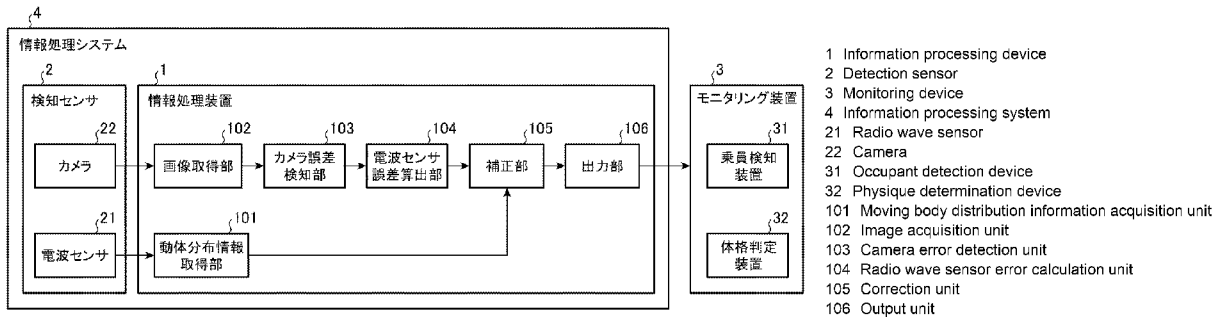 4
情報処理システム
2
検知センサ
22
カメラ
21
電波センサ
1
情報処理装置
102
画像取得部
103
カメラ誤差
検知部
104
電波センサ
誤差算出部
105
補正部
106
出力部
101
動体分布情報
取得部
3
モニタリング装置
31
乗員検知
装置
32
体格判定
装置
1 Information processing device
2 Detection sensor
3 Monitoring device
4 Information processing system
21 Radio wave sensor
22 Camera
31 Occupant detection device
32 Physique determination device
101 Moving body distribution information acquisition unit
102 Image acquisition unit
103 Camera error detection unit
104 Radio wave sensor error calculation unit
105 Correction unit
106 Output unit